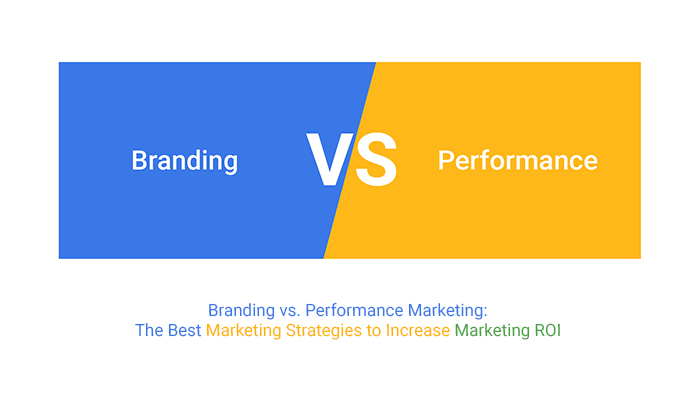 Branding VS Performance
Branding vs. Performance Marketing:
The Best Marketing Strategies to Increase Marketing ROI